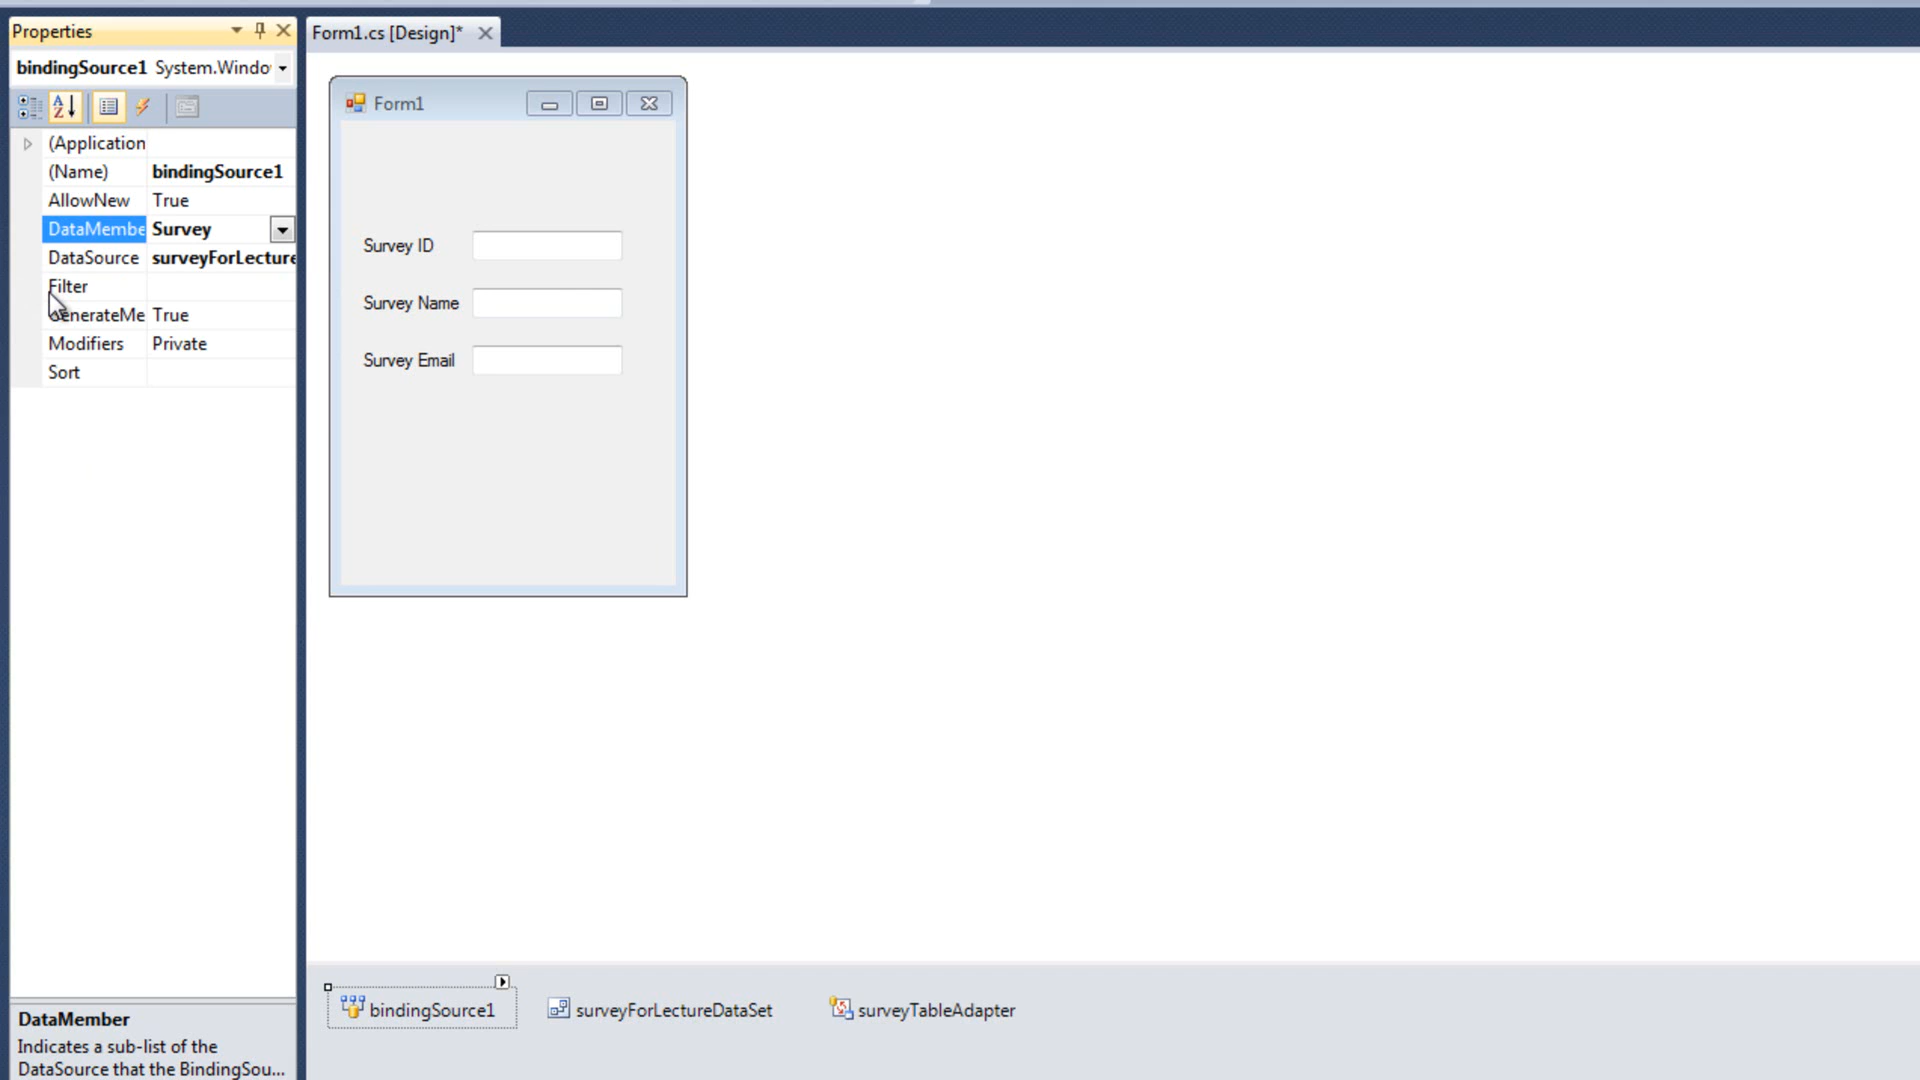 Properties
bindingSource1 System.Windo
(Application
(Name) bindingSource1
AllowNew True
DataMembe Survey
DataSource surveyForLecture
Filter
GenerateMe True
Modifiers Private
Sort
DataMember
Indicates a sub-list of the
DataSource that the BindingSou...
Form1.cs [Design]*
Form1
Survey ID
Survey Name
Survey Email
bindingSource1 surveyForLectureDataSet surveyTableAdapter